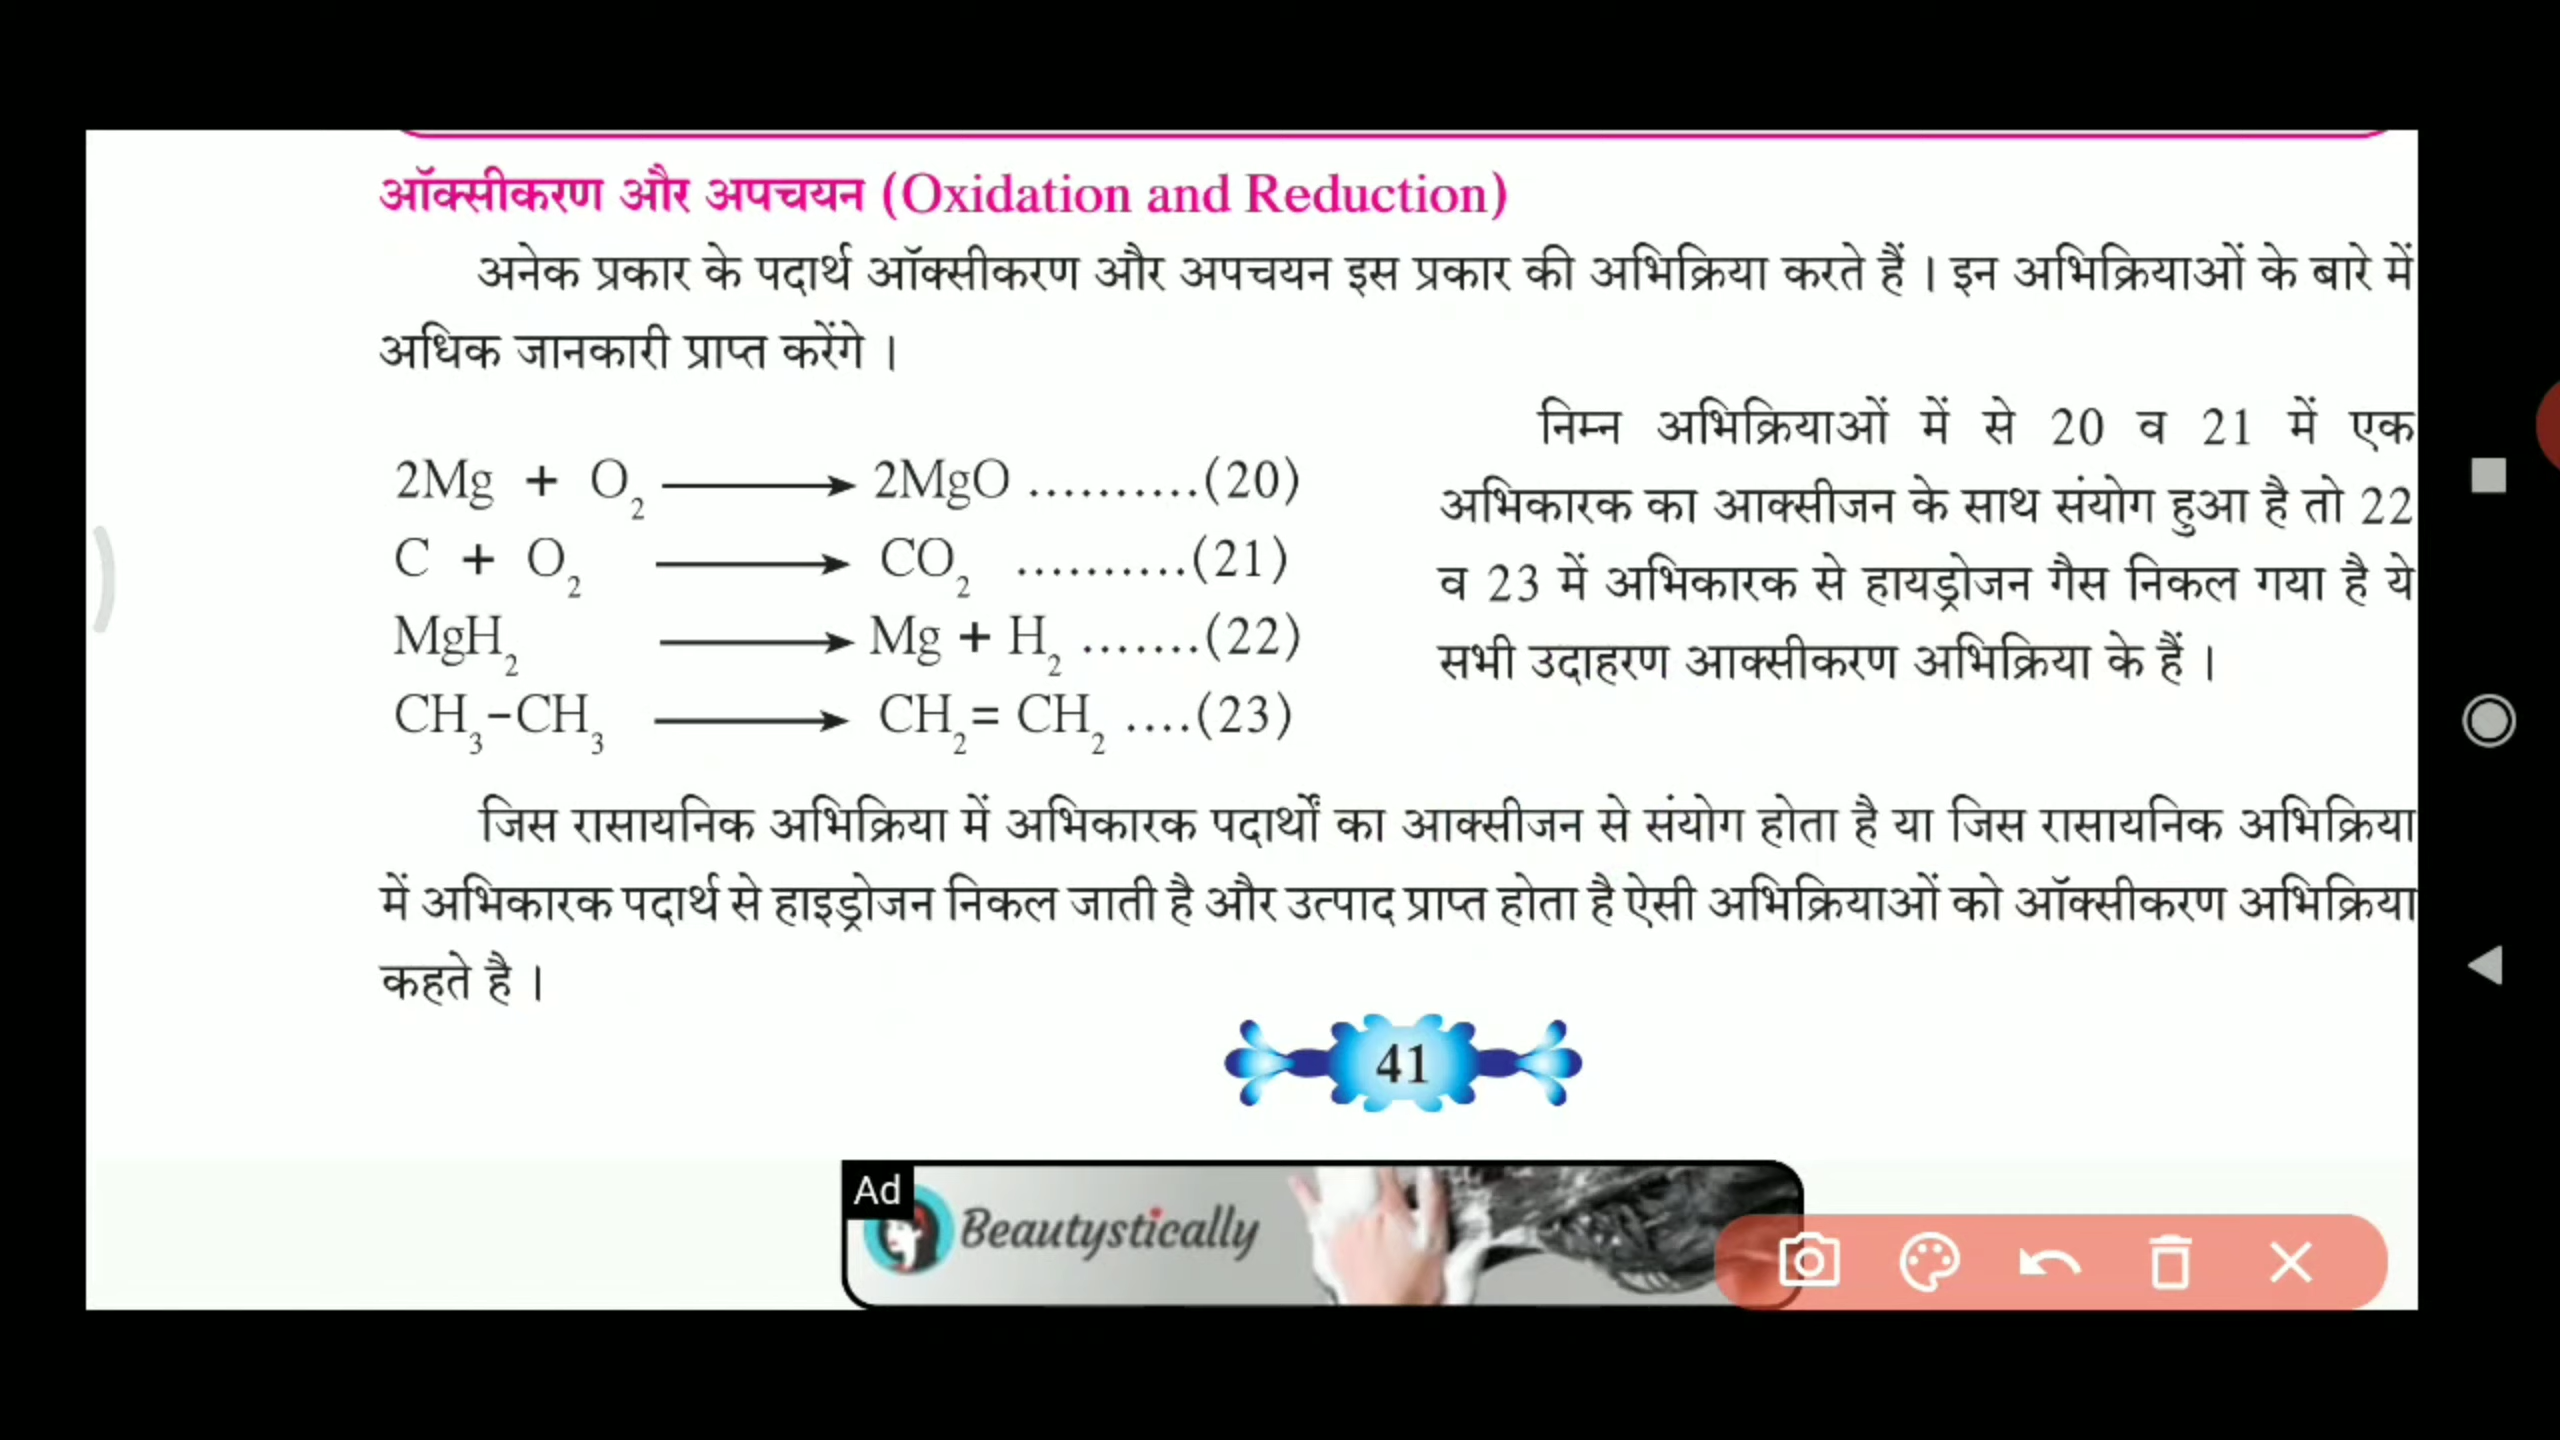 ऑक्सीकरण और अपचयन (Oxidation and Reduction)
अनेक प्रकार के पदार्थ ऑक्सीकरण और अपचयन इस प्रकार की अभिक्रिया करते हैं । इन अभिक्रियाओं के बारे में
अधिक जानकारी प्राप्त करेंगे ।
2Mg + O₂ ⟶ 2MgO ..........(20)
C + O₂ ⟶ CO₂ ..........(21)
MgH₂ ⟶ Mg + H₂ .......(22)
CH₃-CH₃ ⟶ CH₂= CH₂ ....(23)
निम्न अभिक्रियाओं में से 20 व 21 में एक
अभिकारक का आक्सीजन के साथ संयोग हुआ है तो 22
व 23 में अभिकारक से हायड्रोजन गैस निकल गया है ये
सभी उदाहरण आक्सीकरण अभिक्रिया के हैं ।
जिस रासायनिक अभिक्रिया में अभिकारक पदार्थों का आक्सीजन से संयोग होता है या जिस रासायनिक अभिक्रिया
में अभिकारक पदार्थ से हाइड्रोजन निकल जाती है और उत्पाद प्राप्त होता है ऐसी अभिक्रियाओं को ऑक्सीकरण अभिक्रिया
कहते है ।
41
Ad
Beautystically